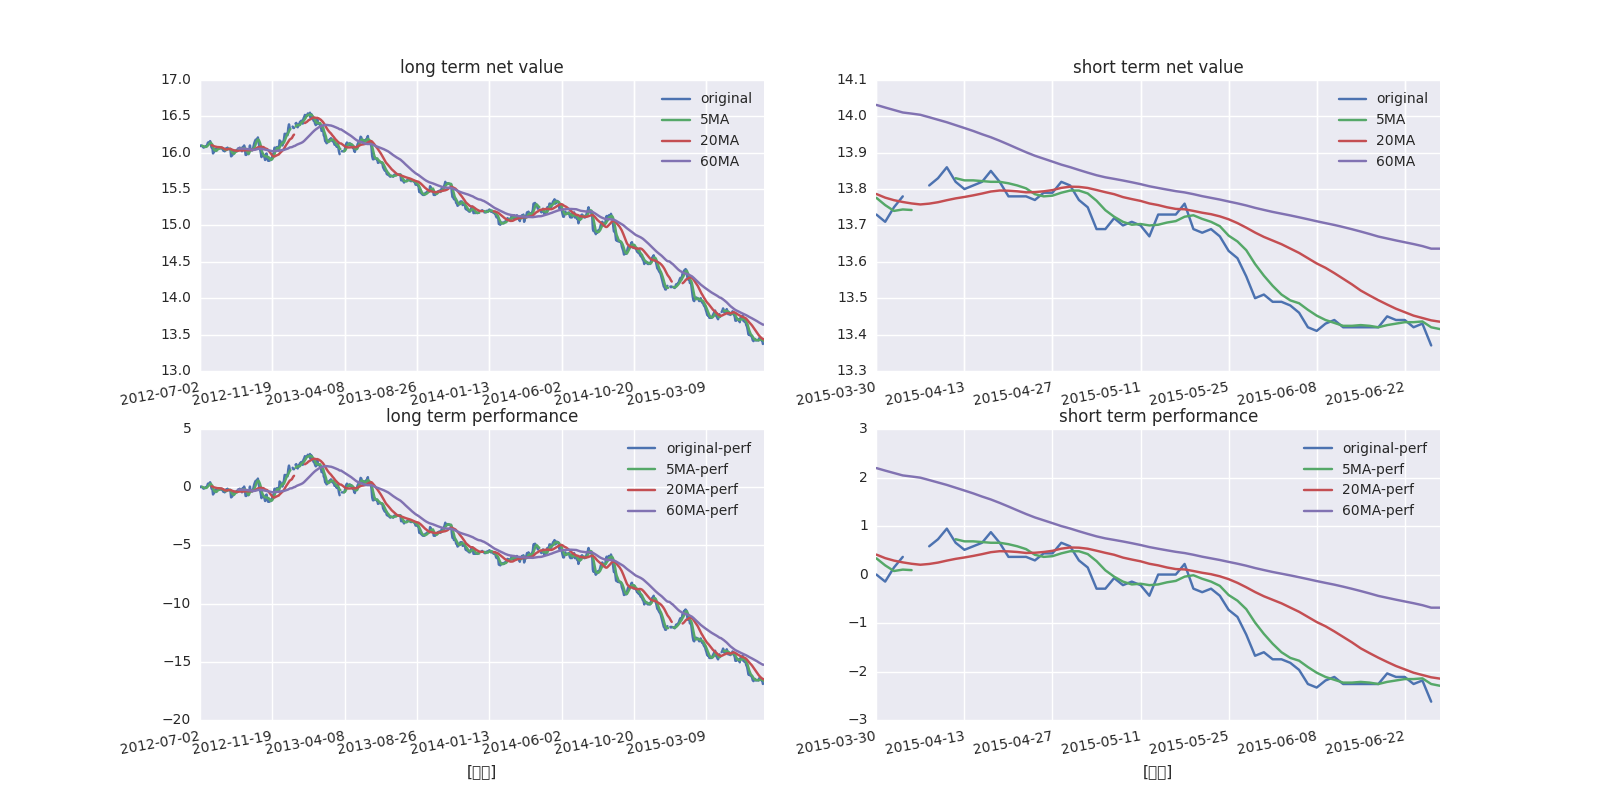 long term net value
17.0
16.5
16.0
15.5
15.0
14.5
14.0
13.5
13.0
original
5MA
20MA
60MA
2012-07-02 2012-11-19 2013-04-08 2013-08-26 2014-01-13 2014-06-02 2014-10-20 2015-03-09
short term net value
14.1
14.0
13.9
13.8
13.7
13.6
13.5
13.4
13.3
original
5MA
20MA
60MA
2015-03-30 2015-04-13 2015-04-27 2015-05-11 2015-05-25 2015-06-08 2015-06-22
long term performance
5
0
−5
−10
−15
−20
original-perf
5MA-perf
20MA-perf
60MA-perf
2012-07-02 2012-11-19 2013-04-08 2013-08-26 2014-01-13 2014-06-02 2014-10-20 2015-03-09
short term performance
3
2
1
0
−1
−2
−3
original-perf
5MA-perf
20MA-perf
60MA-perf
2015-03-30 2015-04-13 2015-04-27 2015-05-11 2015-05-25 2015-06-08 2015-06-22